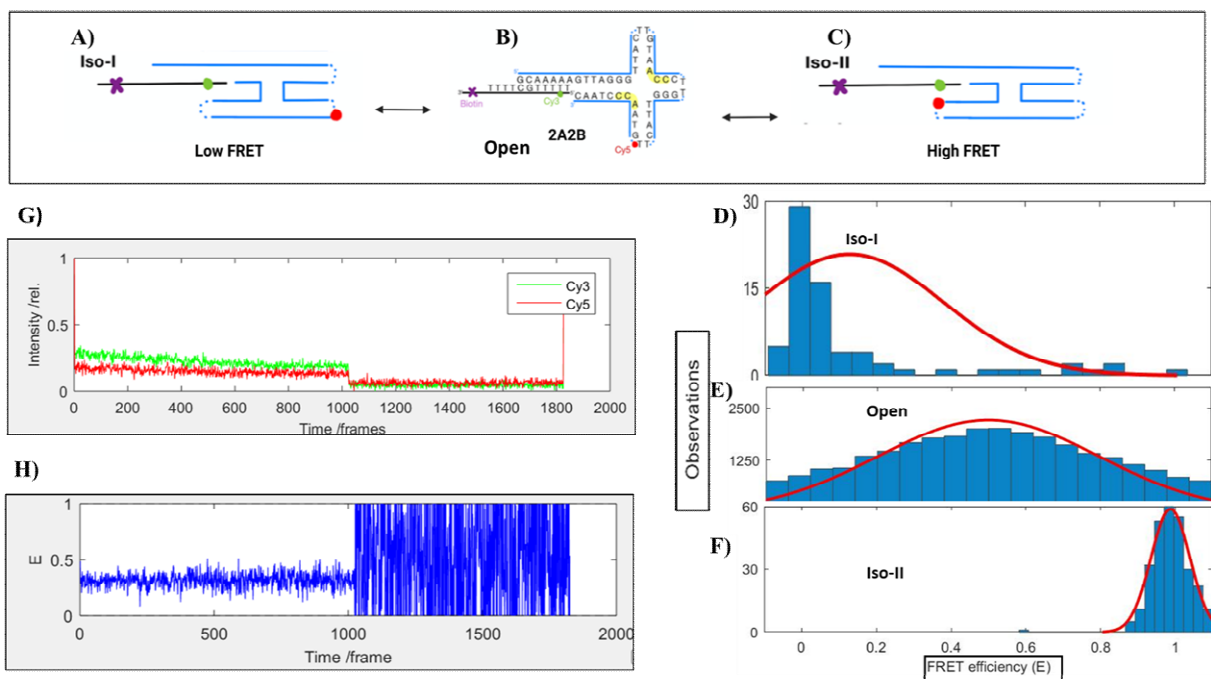 A)
Iso-I
Low FRET
B)
TT
C G
A T
T A
T A
GCAAAAAGTTAGGG CCC T
TTTTCGTTTTT
CAATCCC GGG T
Biotin
Cy3
A T
A A
T C
G T
TT
Open
2A2B
Cy5
C)
Iso-II
High FRET
G)
Intensity /rel.
1
0.5
0
Cy3
Cy5
0 200 400 600 800 1000 1200 1400 1600 1800 2000
Time /frames
H)
E
1
0.5
0
0 500 1000 1500 2000
Time /frame
Observations
D)
30
15
0
Iso-I
E)
2500
1250
Open
F)
60
30
0
Iso-II
0 0.2 0.4 0.6 0.8 1
FRET efficiency (E)